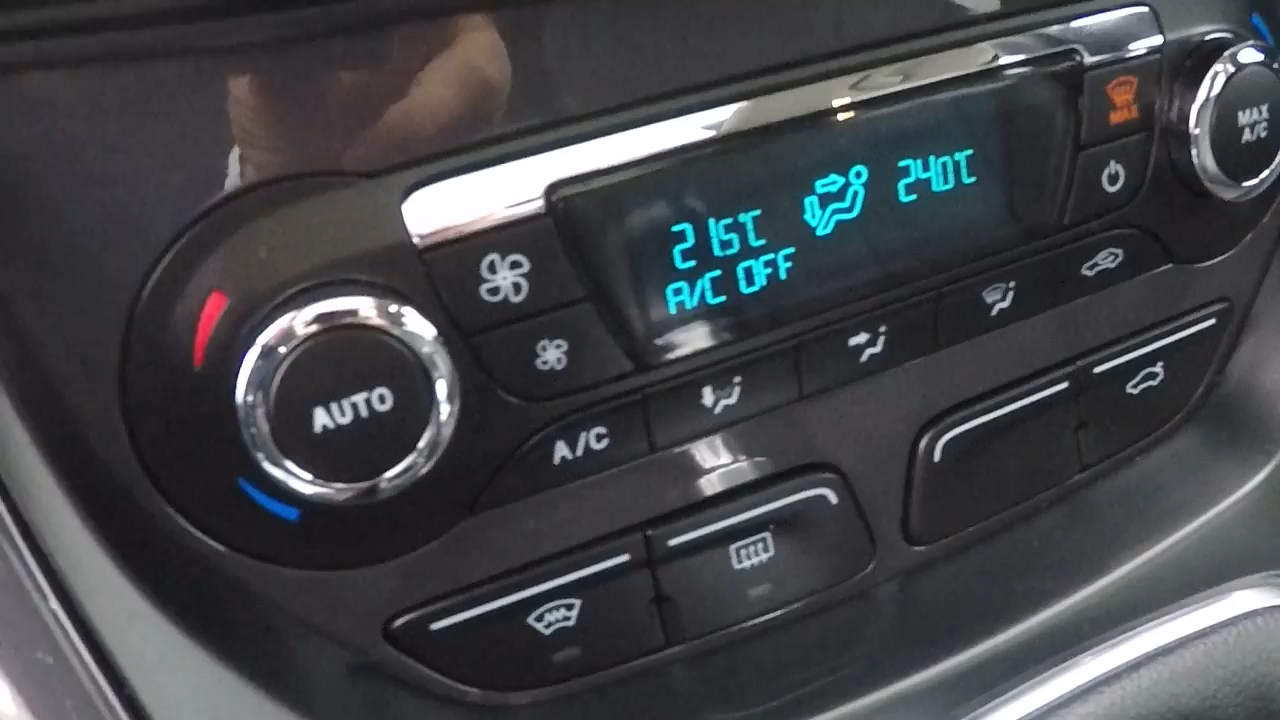 MAX
MAX
A/C
21.5℃
24.0℃
A/C OFF
AUTO
A/C